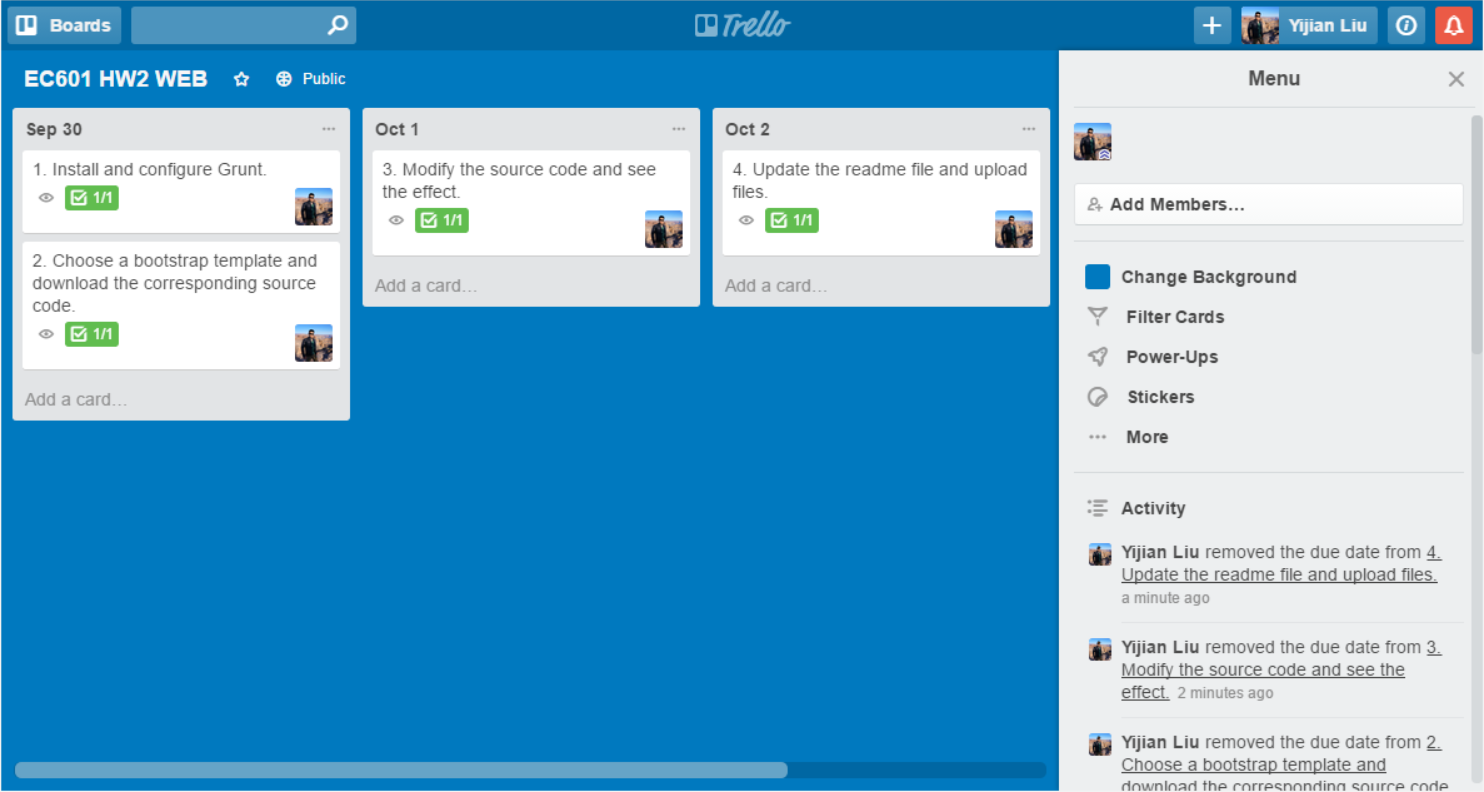 Boards
Trello
Yijian Liu
EC601 HW2 WEB
Public
Sep 30
1. Install and configure Grunt.
1/1
2. Choose a bootstrap template and
download the corresponding source
code.
1/1
Add a card...
Oct 1
3. Modify the source code and see
the effect.
1/1
Add a card...
Oct 2
4. Update the readme file and upload
files.
1/1
Add a card...
Menu
Add Members...
Change Background
Filter Cards
Power-Ups
Stickers
More
Activity
Yijian Liu removed the due date from 4.
Update the readme file and upload files.
a minute ago
Yijian Liu removed the due date from 3.
Modify the source code and see the
effect. 2 minutes ago
Yijian Liu removed the due date from 2.
Choose a bootstrap template and
download the corresponding source code